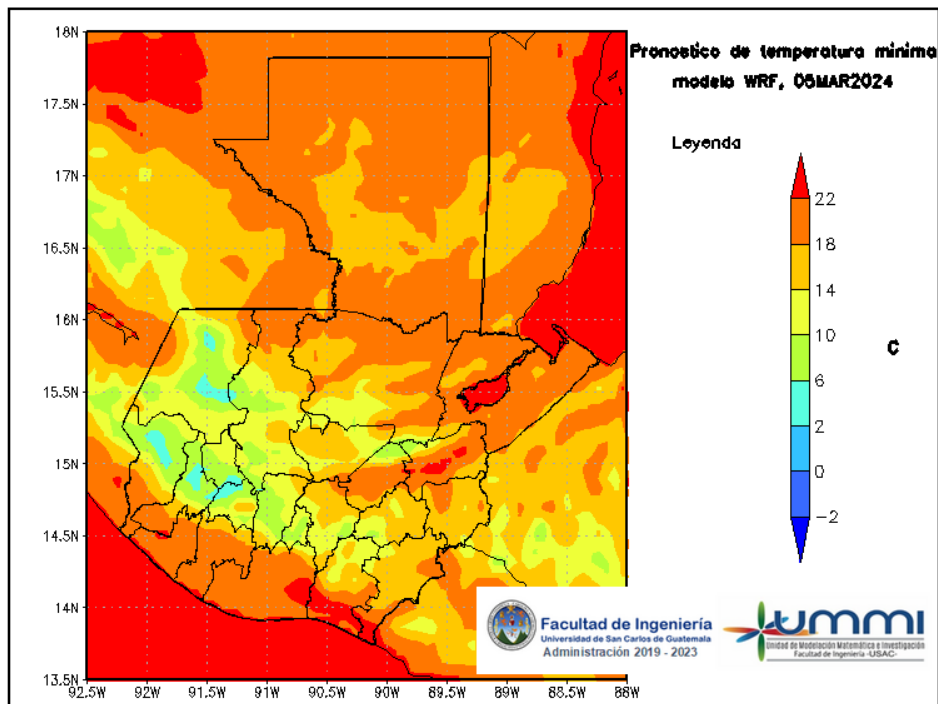 Pronostico de temperatura minima
modelo WRF, 05MAR2024
Leyenda
22
18
14
10
6
2
0
−2
C
18N
17.5N
17N
16.5N
16N
15.5N
15N
14.5N
14N
13.5N
92.5W 92W 91.5W 91W 90.5W 90W 89.5W 89W 88.5W 88W
Facultad de Ingeniería
Universidad de San Carlos de Guatemala
Administración 2019 - 2023
UMMI
Unidad de Modelación Matemática e Investigación
Facultad de Ingeniería -USAC-